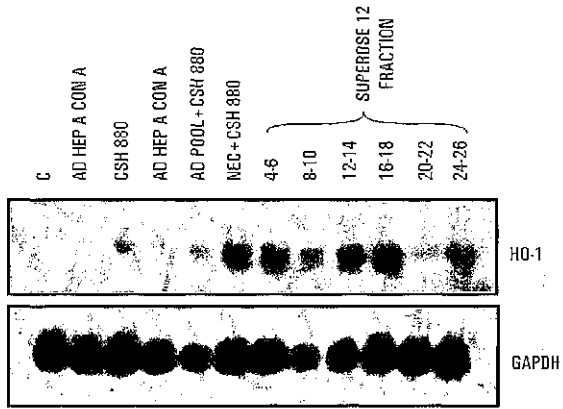 C
AD HEP A CON A
CSH 880
AD HEP A CON A
AD POOL+CSH 880
NEC+CSH 880
SUPEROSE 12
FRACTION
4-6
8-10
12-14
16-18
20-22
24-26
HO-1
GAPDH